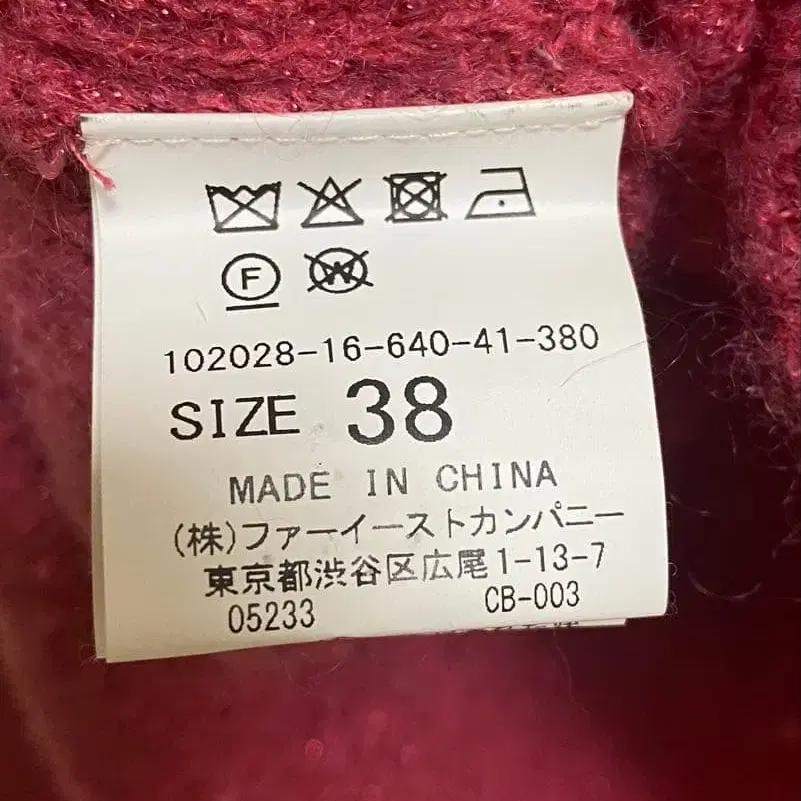 F W
102028-16-640-41-380
SIZE 38
MADE IN CHINA
(株)ファーイーストカンパニー
東京都渋谷区広尾1-13-7
05233 CB-003